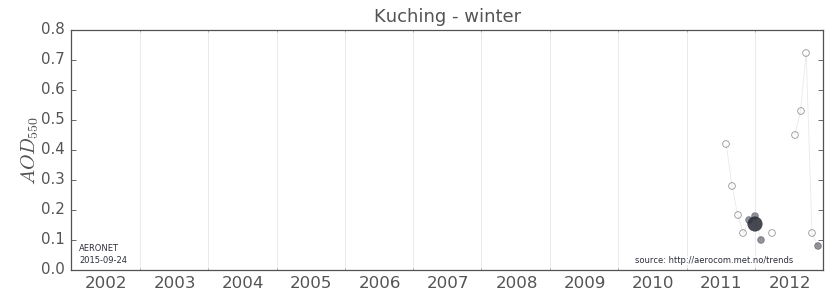 Kuching - winter
0.8
0.7
0.6
0.5
0.4
0.3
0.2
0.1
0.0
AOD550
AERONET
2015-09-24
source: http://aerocom.met.no/trends
2002 2003 2004 2005 2006 2007 2008 2009 2010 2011 2012